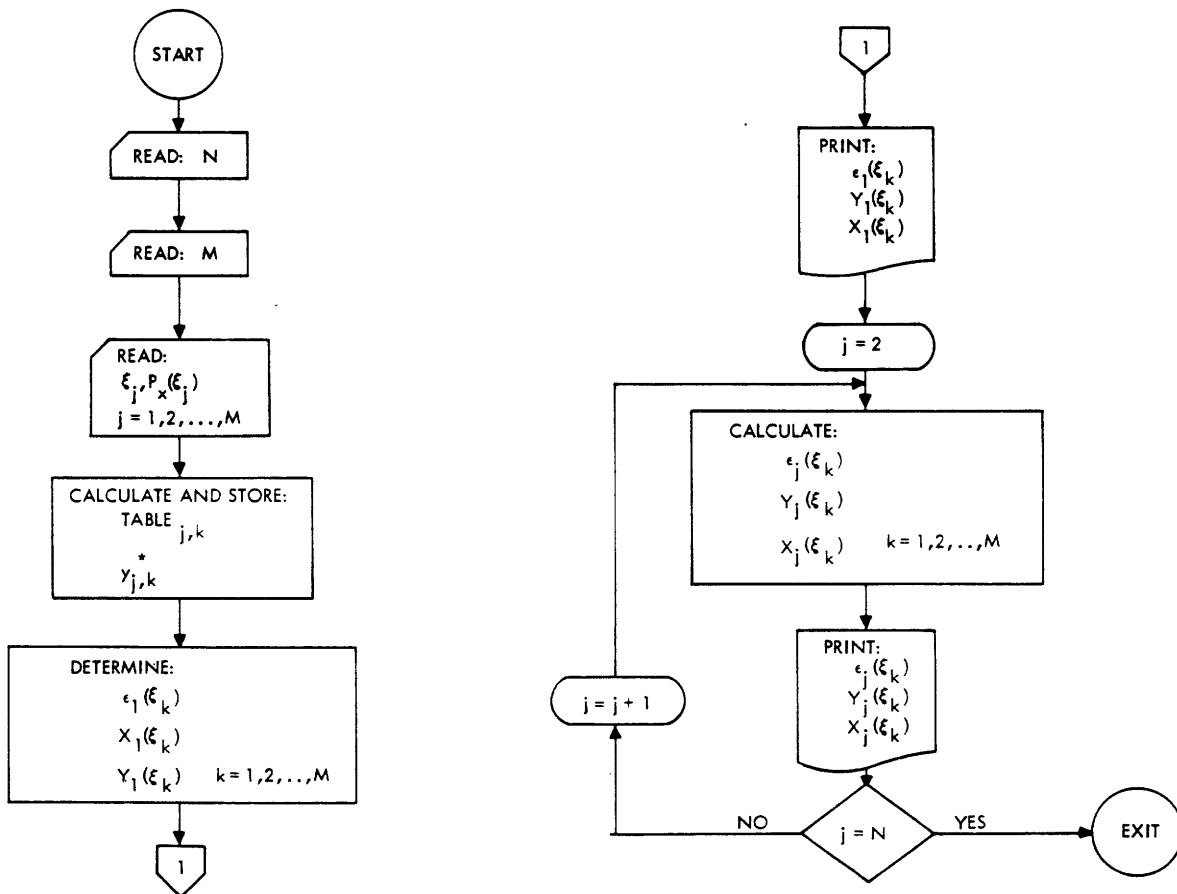 START
READ: N
READ: M
READ:
ξj, Px(ξj)
j = 1,2,...,M
CALCULATE AND STORE:
TABLE j,k
y*j,k
DETERMINE:
ϵ1(ξk)
X1(ξk)
Y1(ξk) k = 1,2,..,M
1
1
PRINT:
ϵ1(ξk)
Y1(ξk)
X1(ξk)
j = 2
CALCULATE:
ϵj(ξk)
Yj(ξk)
Xj(ξk) k = 1,2,..,M
PRINT:
ϵj(ξk)
Yj(ξk)
Xj(ξk)
j = j + 1
NO
j = N
YES
EXIT